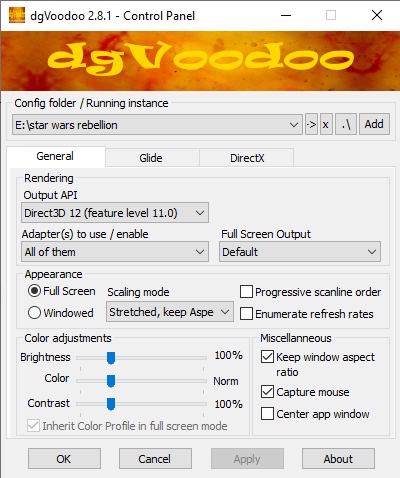 dgVoodoo 2.8.1 - Control Panel
dgVoodoo
Config folder / Running instance
E:\star wars rebellion -> x .\ Add
General Glide DirectX
Rendering
Output API
Direct3D 12 (feature level 11.0)
Adapter(s) to use / enable Full Screen Output
All of them Default
Appearance
Full Screen Scaling mode Progressive scanline order
Windowed Stretched, keep Aspe Enumerate refresh rates
Color adjustments Miscellaneous
Brightness 100% Keep window aspect
ratio
Color Norm Capture mouse
Contrast 100% Center app window
Inherit Color Profile in full screen mode
OK Cancel Apply About